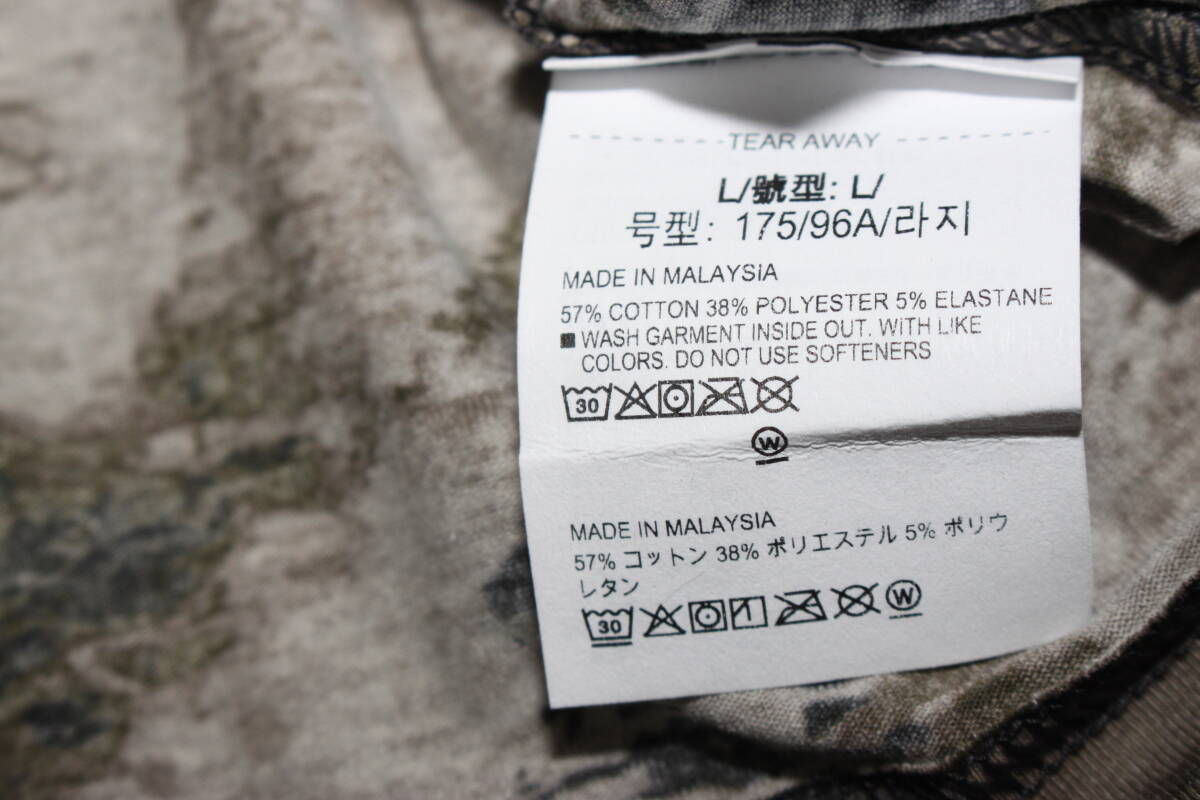 TEAR AWAY
L/號型: L/
号型: 175/96A/라지
MADE IN MALAYSIA
57% COTTON 38% POLYESTER 5% ELASTANE
■ WASH GARMENT INSIDE OUT. WITH LIKE
COLORS. DO NOT USE SOFTENERS
30
W
MADE IN MALAYSIA
57% コットン 38% ポリエステル 5% ポリウ
レタン
30 W